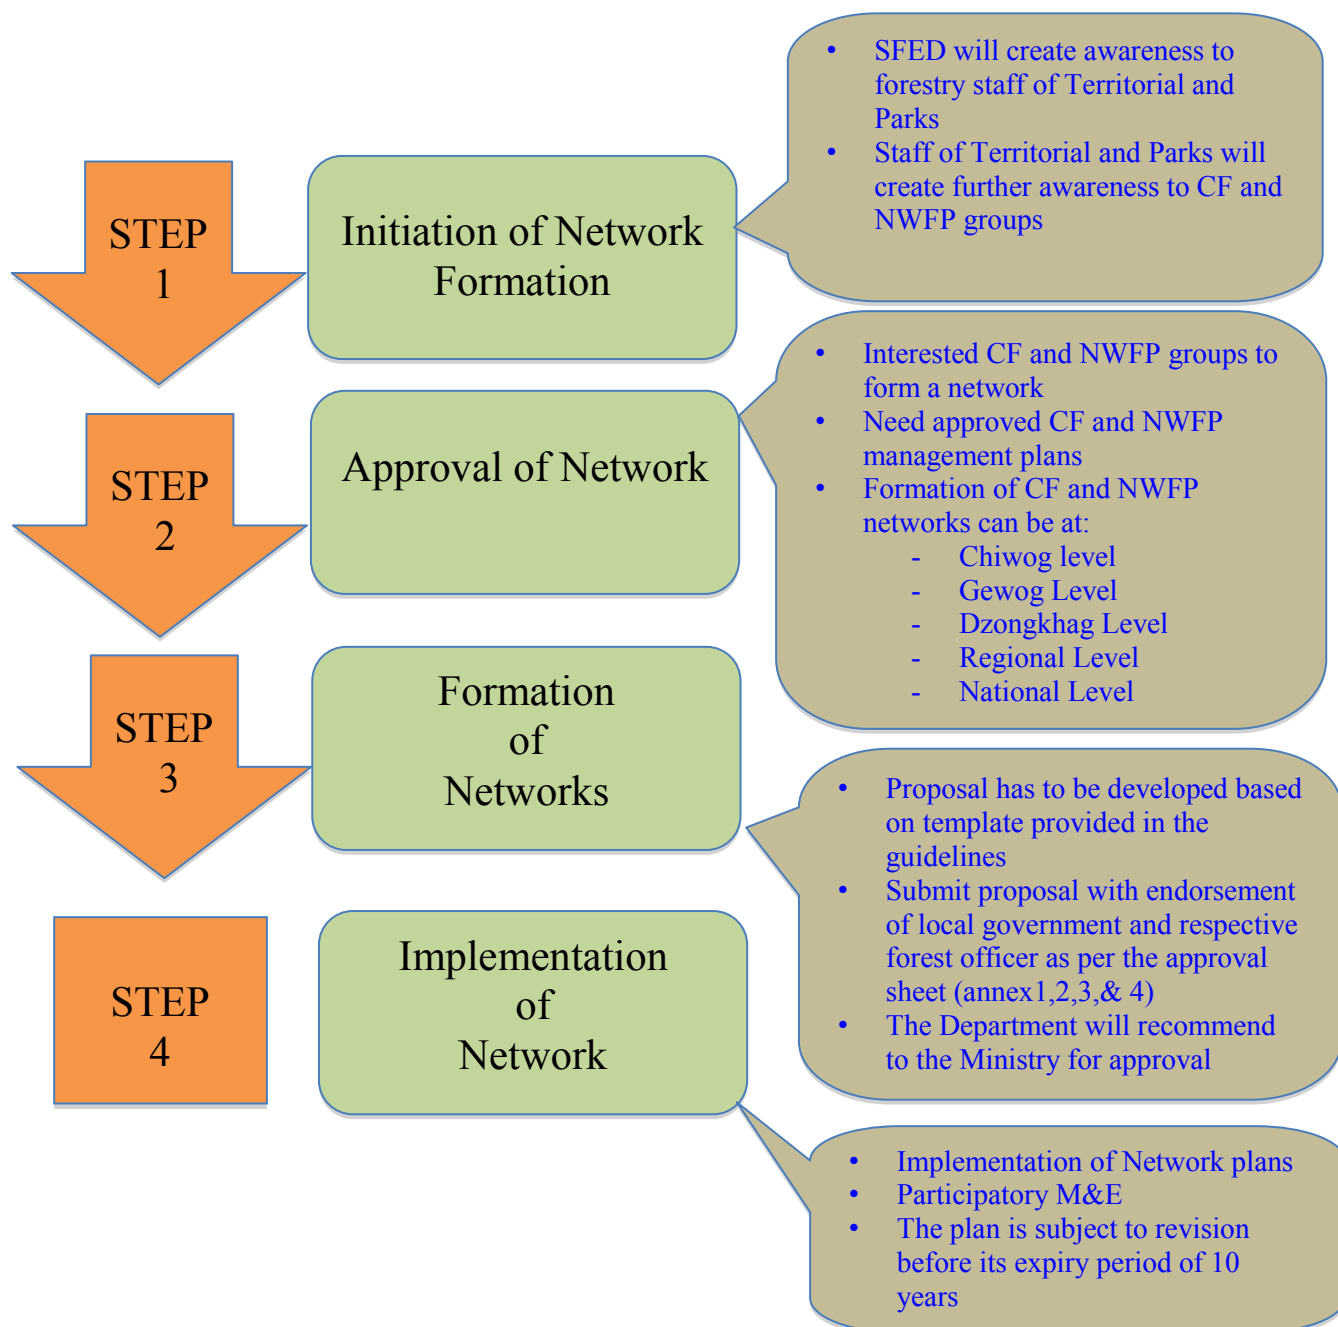 STEP
1
Initiation of Network
Formation
• SFED will create awareness to
forestry staff of Territorial and
Parks
• Staff of Territorial and Parks will
create further awareness to CF and
NWFP groups
STEP
2
Approval of Network
• Interested CF and NWFP groups to
form a network
• Need approved CF and NWFP
management plans
• Formation of CF and NWFP
networks can be at:
- Chiwog level
- Gewog Level
- Dzongkhag Level
- Regional Level
- National Level
STEP
3
Formation
of
Networks
• Proposal has to be developed based
on template provided in the
guidelines
• Submit proposal with endorsement
of local government and respective
forest officer as per the approval
sheet (annex1,2,3,& 4)
• The Department will recommend
to the Ministry for approval
STEP
4
Implementation
of
Network
• Implementation of Network plans
• Participatory M&E
• The plan is subject to revision
before its expiry period of 10
years